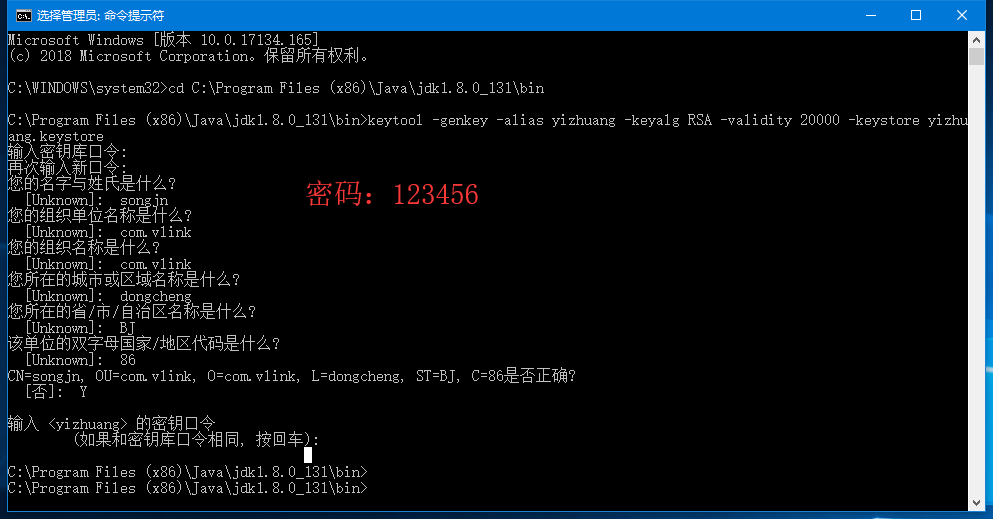 选择管理员: 命令提示符
Microsoft Windows [版本 10.0.17134.165]
(c) 2018 Microsoft Corporation。保留所有权利。
C:\WINDOWS\system32>cd C:\Program Files (x86)\Java\jdk1.8.0_131\bin
C:\Program Files (x86)\Java\jdk1.8.0_131\bin>keytool -genkey -alias yizhuang -keyalg RSA -validity 20000 -keystore yizhu
ang.keystore
输入密钥库口令:
再次输入新口令:
您的名字与姓氏是什么?
[Unknown]:  songjn
密码：123456
您的组织单位名称是什么?
[Unknown]:  com.vlink
您的组织名称是什么?
[Unknown]:  com.vlink
您所在的城市或区域名称是什么?
[Unknown]:  dongcheng
您所在的省/市/自治区名称是什么?
[Unknown]:  BJ
该单位的双字母国家/地区代码是什么?
[Unknown]:  86
CN=songjn, OU=com.vlink, O=com.vlink, L=dongcheng, ST=BJ, C=86是否正确?
[否]:  Y
输入 <yizhuang> 的密钥口令
(如果和密钥库口令相同, 按回车):
C:\Program Files (x86)\Java\jdk1.8.0_131\bin>
C:\Program Files (x86)\Java\jdk1.8.0_131\bin>